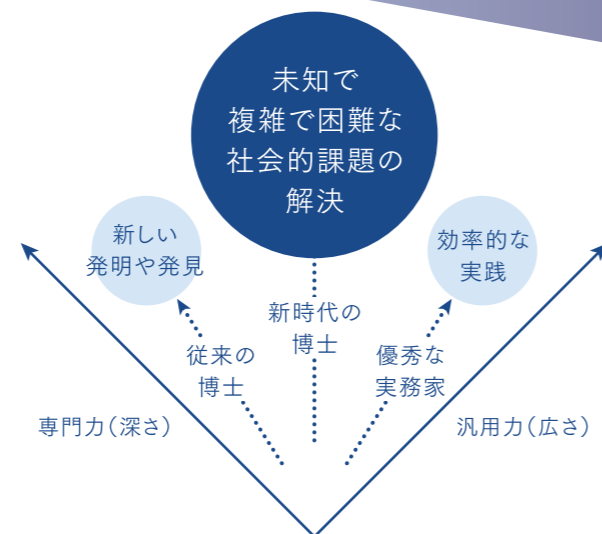 未知で
複雑で困難な
社会的課題の
解決
新しい
発明や発見
効率的な
実践
新時代の
博士
従来の
博士
優秀な
実務家
専門力(深さ)
汎用力(広さ)